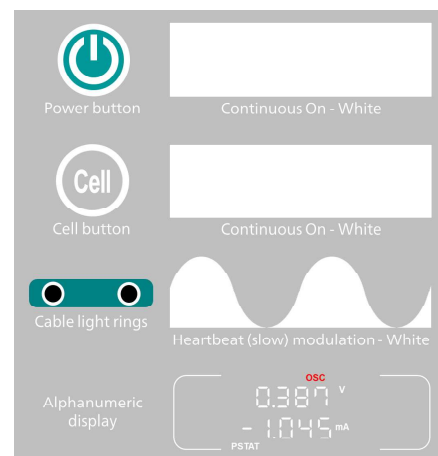 Power button
Continuous On - White
Cell
Cell button
Continuous On - White
Cable light rings
Heartbeat (slow) modulation - White
Alphanumeric
display
OSC
0.387 V
- 1.045 mA
PSTAT